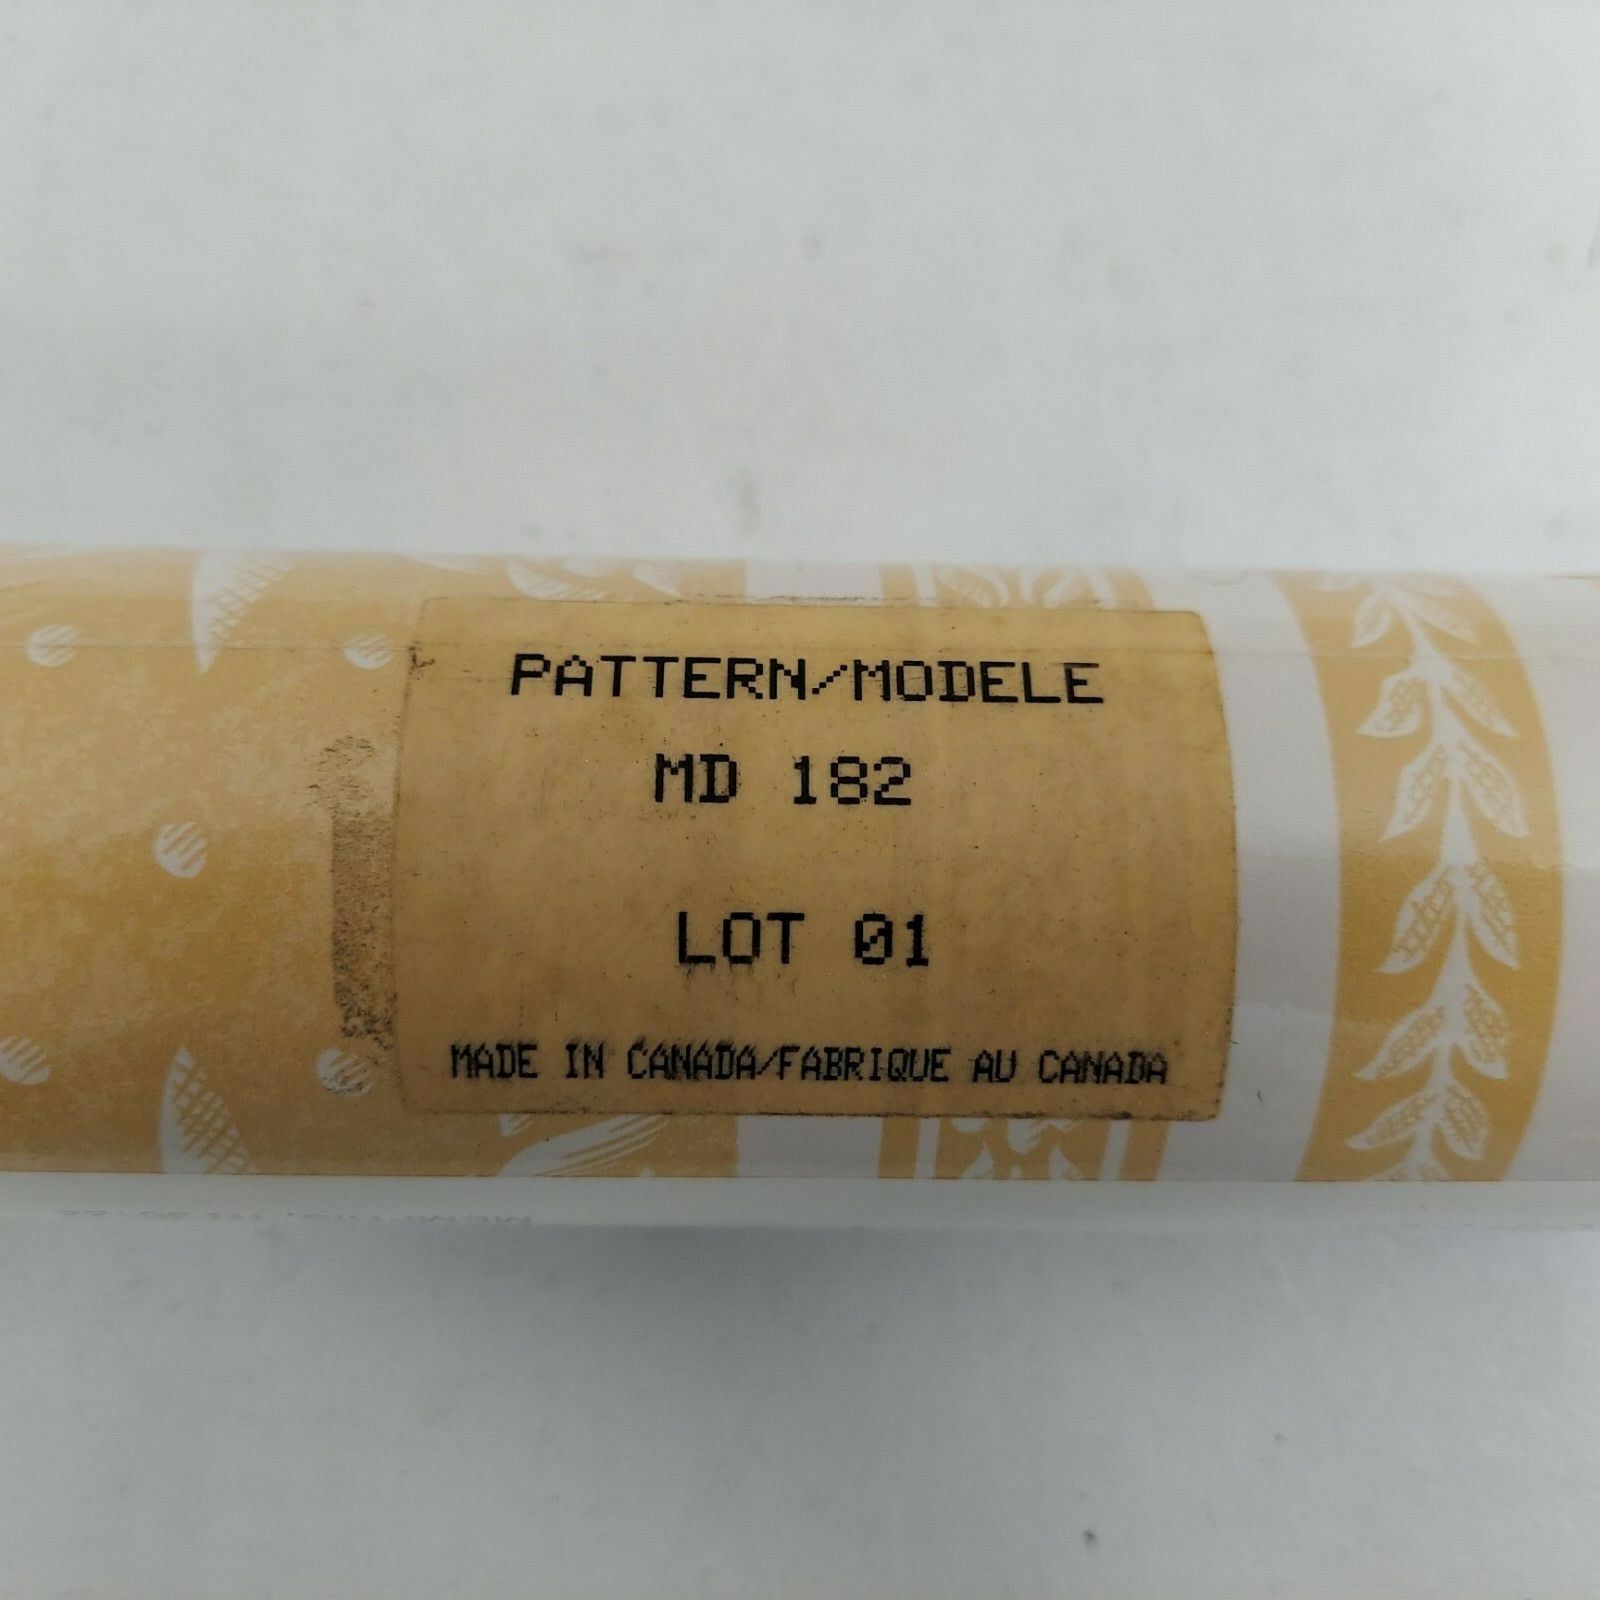 PATTERN/MODELE
MD 182
LOT 01
MADE IN CANADA/FABRIQUE AU CANADA